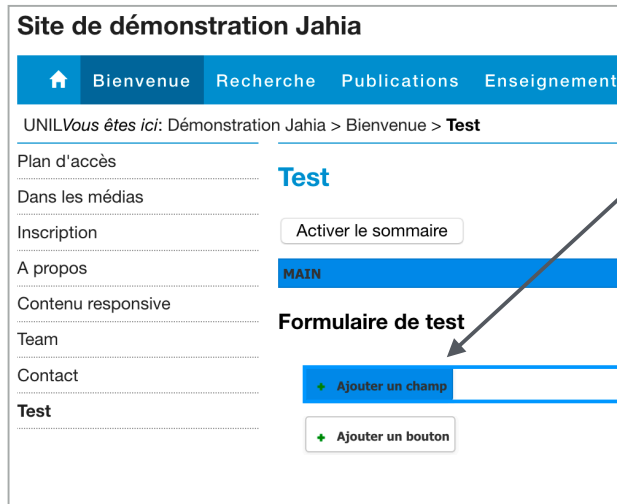 Site de démonstration Jahia
Bienvenue Recherche Publications Enseignement
UNILVous êtes ici: Démonstration Jahia > Bienvenue > Test
Plan d'accès
Dans les médias
Inscription
A propos
Contenu responsive
Team
Contact
Test
Test
Activer le sommaire
MAIN
Formulaire de test
+ Ajouter un champ
+ Ajouter un bouton